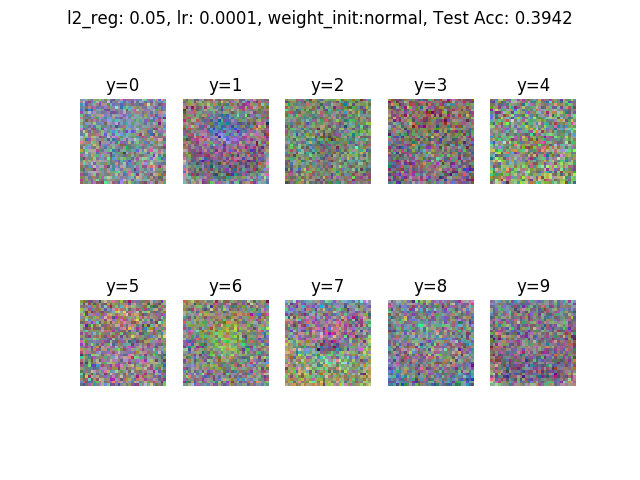 l2_reg: 0.05, lr: 0.0001, weight_init:normal, Test Acc: 0.3942
y=0 y=1 y=2 y=3 y=4
y=5 y=6 y=7 y=8 y=9